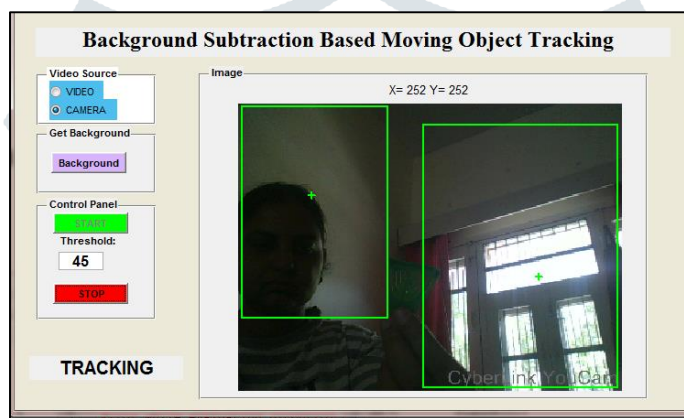 Background Subtraction Based Moving Object Tracking
Video Source
VIDEO
CAMERA
Get Background
Background
Control Panel
START
Threshold:
45
STOP
TRACKING
Image
X= 252 Y= 252
CyberLink YouCam